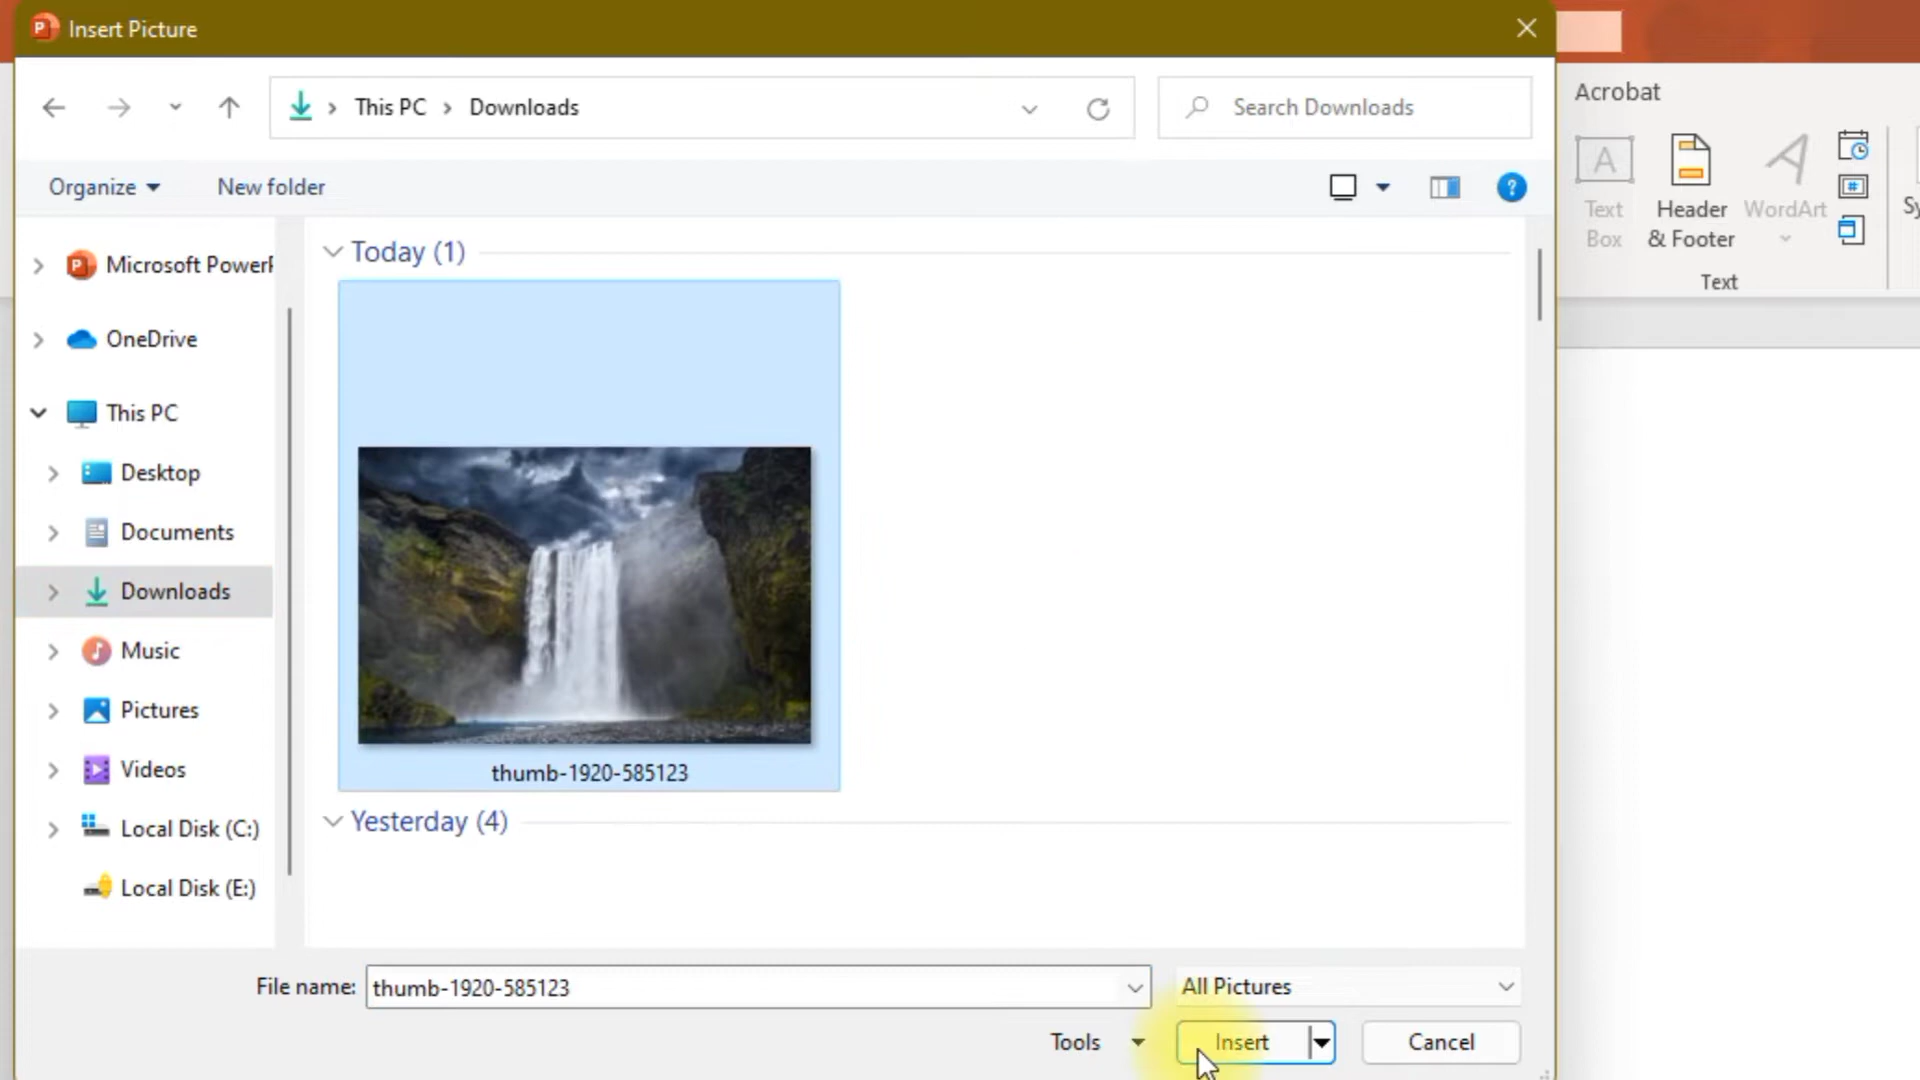 Insert Picture
This PC
Downloads
Search Downloads
Organize
New folder
Microsoft PowerP
OneDrive
This PC
Desktop
Documents
Downloads
Music
Pictures
Videos
Local Disk (C:)
Local Disk (E:)
Today (1)
thumb-1920-585123
Yesterday (4)
File name:
thumb-1920-585123
All Pictures
Tools
Insert
Cancel
Acrobat
Text
Box
Header
& Footer
WordArt
Text
Sy